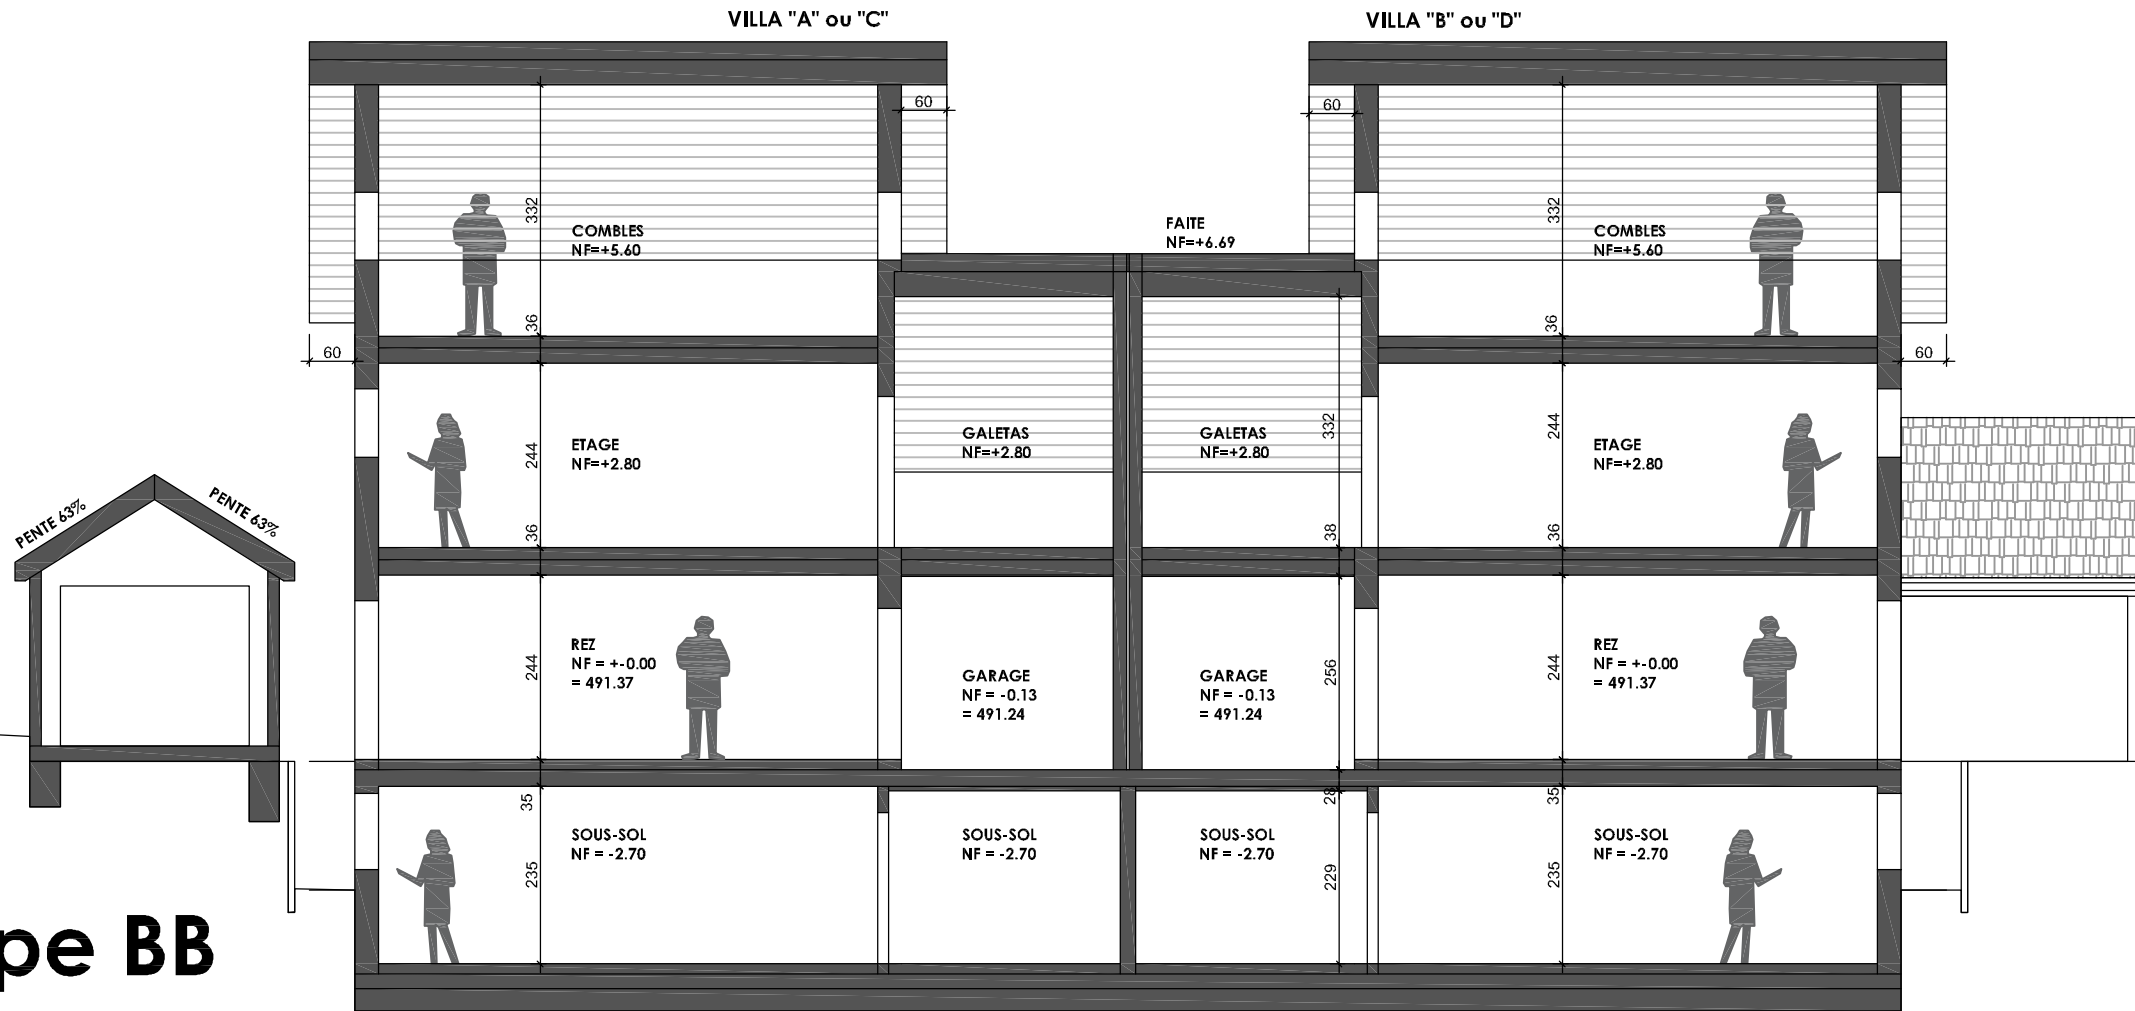 VILLA "A" ou "C"
VILLA "B" ou "D"
60
60
332
COMBLES
NF=+5.60
FAITE
NF=+6.69
332
COMBLES
NF=+5.60
36
36
60
60
244
ETAGE
NF=+2.80
GALETAS
NF=+2.80
GALETAS
NF=+2.80
332
244
ETAGE
NF=+2.80
PENTE 63%
PENTE 63%
36
38
36
244
REZ
NF = +-0.00
= 491.37
GARAGE
NF = -0.13
= 491.24
GARAGE
NF = -0.13
= 491.24
256
244
REZ
NF = +-0.00
= 491.37
35
28
35
SOUS-SOL
NF = -2.70
SOUS-SOL
NF = -2.70
SOUS-SOL
NF = -2.70
SOUS-SOL
NF = -2.70
235
229
235
pe BB